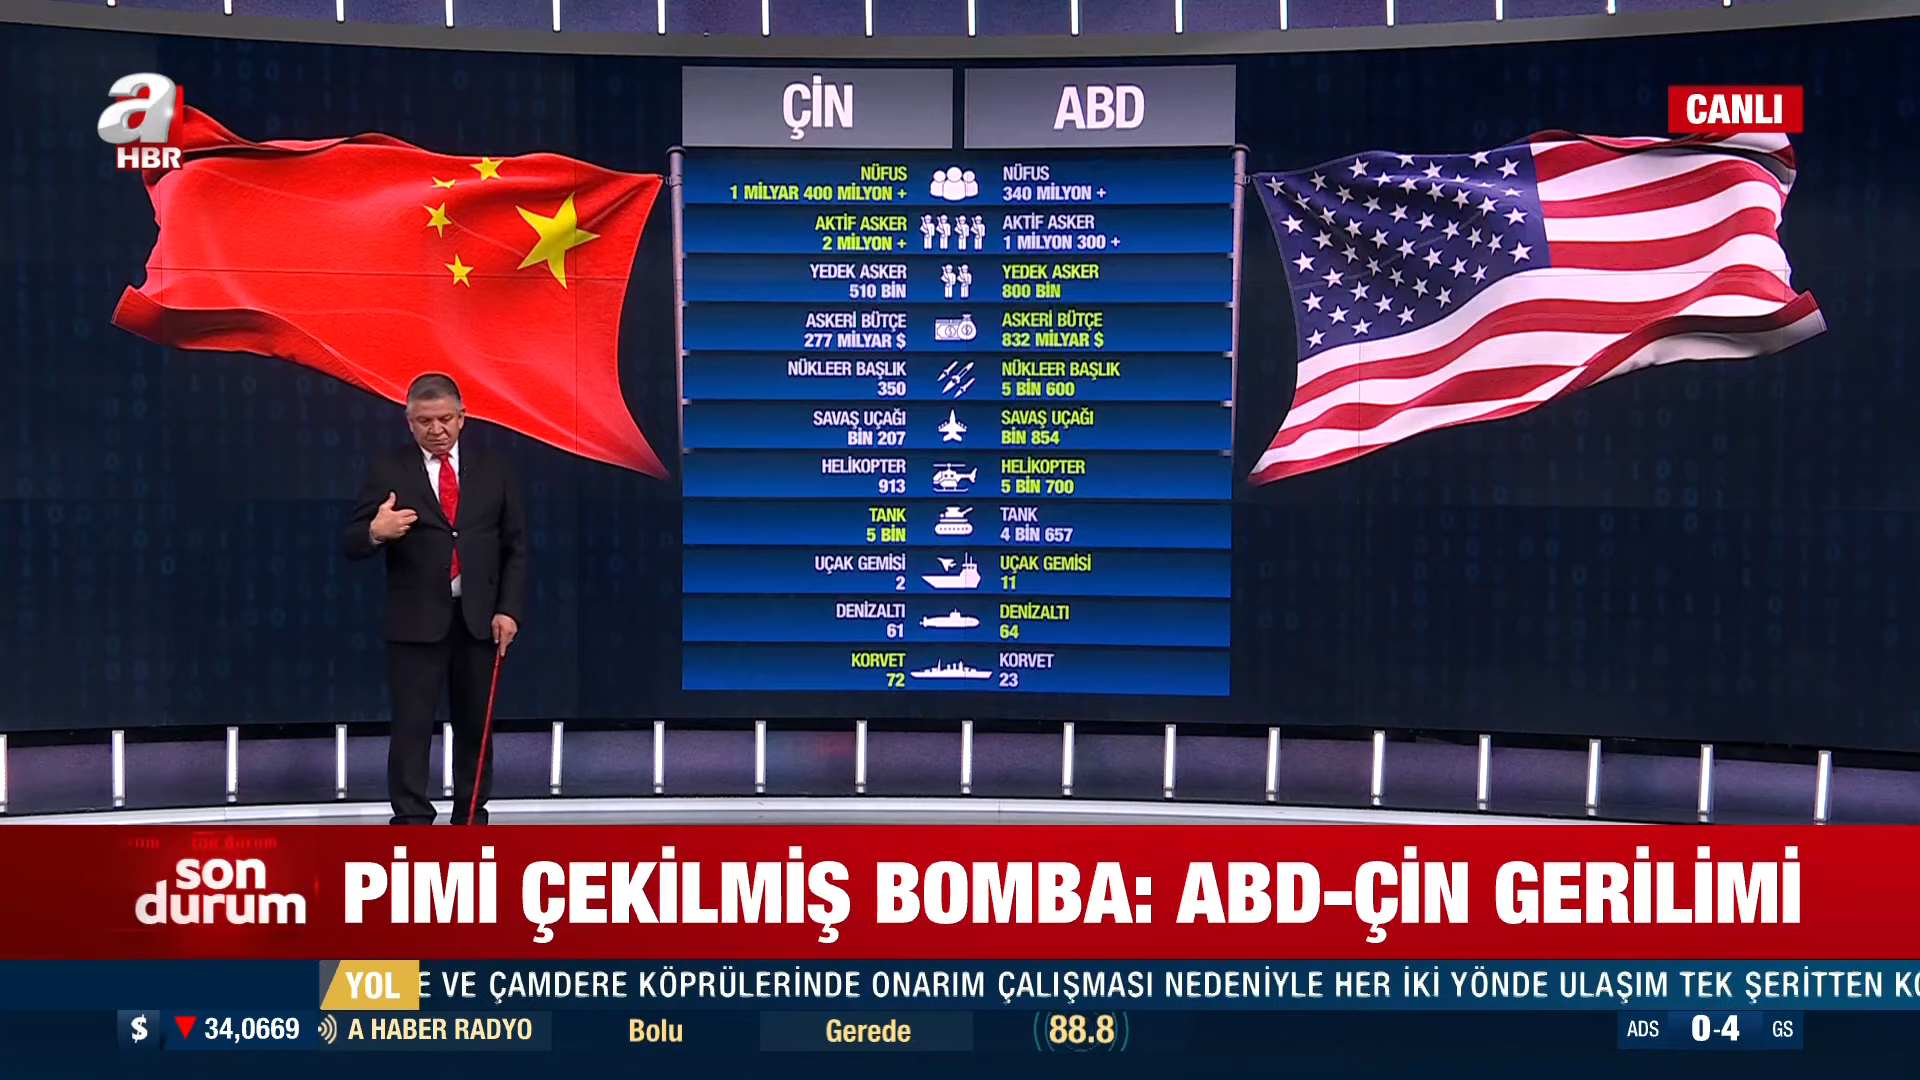 a
HBR
CANLI
ÇİN
ABD
NÜFUS
1 MİLYAR 400 MİLYON +
NÜFUS
340 MİLYON +
AKTİF ASKER
2 MİLYON +
AKTİF ASKER
1 MİLYON 300 +
YEDEK ASKER
510 BİN
YEDEK ASKER
800 BİN
ASKERİ BÜTÇE
277 MİLYAR $
ASKERİ BÜTÇE
832 MİLYAR $
NÜKLEER BAŞLIK
350
NÜKLEER BAŞLIK
5 BİN 600
SAVAŞ UÇAĞI
BİN 207
SAVAŞ UÇAĞI
BİN 854
HELİKOPTER
913
HELİKOPTER
5 BİN 700
TANK
5 BİN
TANK
4 BİN 657
UÇAK GEMİSİ
2
UÇAK GEMİSİ
11
DENİZALTI
61
DENİZALTI
64
KORVET
72
KORVET
23
son
durum
PİMİ ÇEKİLMİŞ BOMBA: ABD-ÇİN GERİLİMİ
YOL E VE ÇAMDERE KÖPRÜLERİNDE ONARIM ÇALIŞMASI NEDENİYLE HER İKİ YÖNDE ULAŞIM TEK ŞERİTTEN
$ 34,0669 A HABER RADYO Bolu Gerede 88.8 ADS 0-4 GS